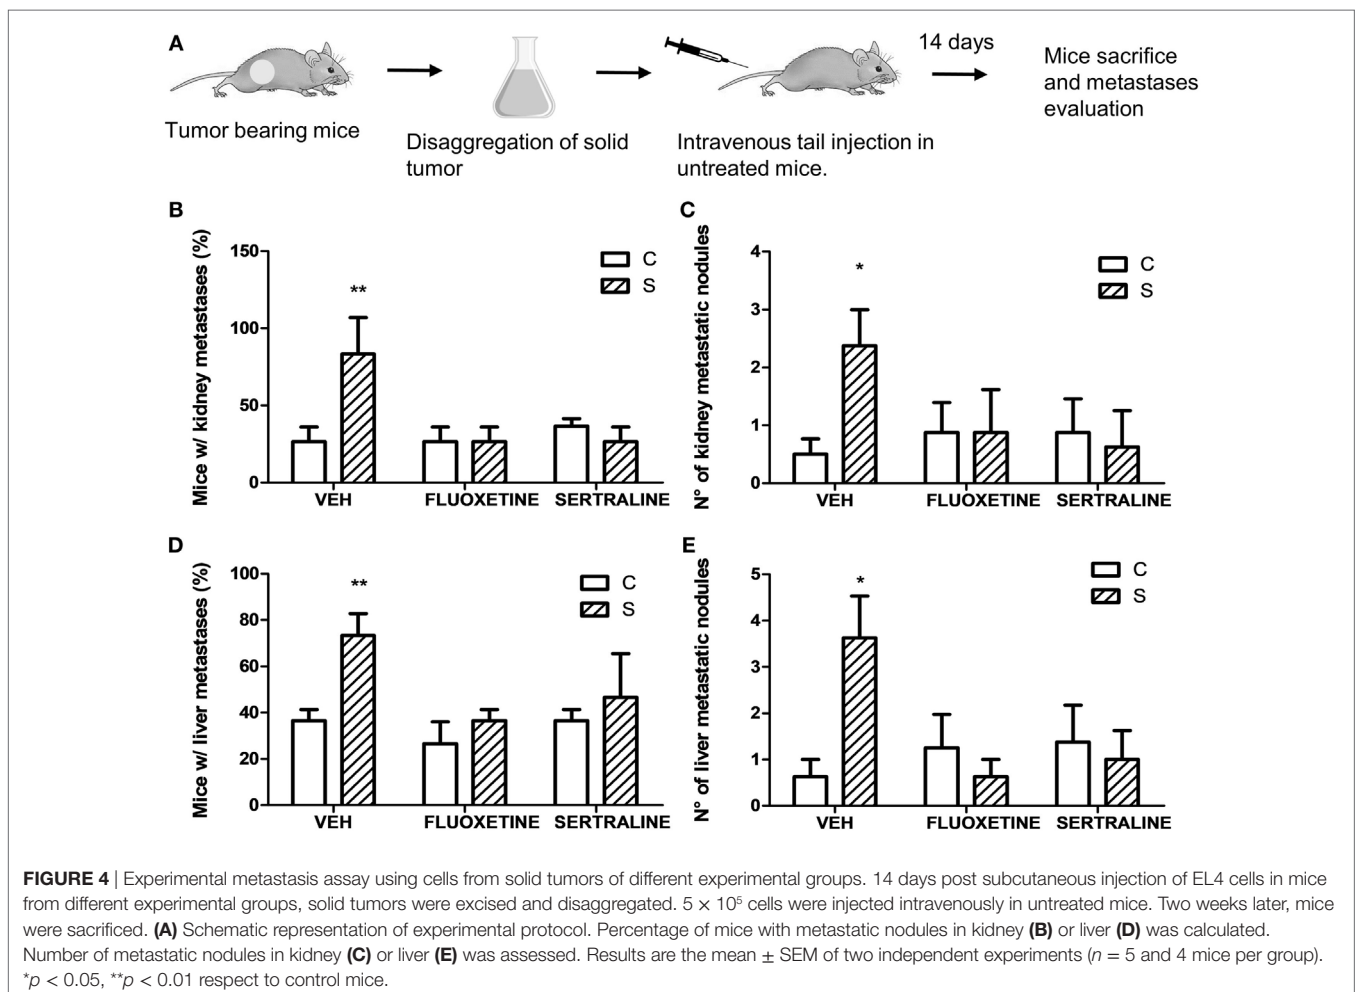 A
14 days
Mice sacrifice
and metastases
evaluation
Tumor bearing mice
Disaggregation of solid
tumor
Intravenous tail injection in
untreated mice.
B
Mice w/ kidney metastases (%)
150
100
50
0
**
C
S
VEH
FLUOXETINE
SERTRALINE
C
N° of kidney metastatic nodules
4
3
2
1
0
*
C
S
VEH
FLUOXETINE
SERTRALINE
D
Mice w/ liver metastases (%)
100
80
60
40
20
0
**
C
S
VEH
FLUOXETINE
SERTRALINE
E
N° of liver metastatic nodules
5
4
3
2
1
0
*
C
S
VEH
FLUOXETINE
SERTRALINE
FIGURE 4 | Experimental metastasis assay using cells from solid tumors of different experimental groups. 14 days post subcutaneous injection of EL4 cells in mice
from different experimental groups, solid tumors were excised and disaggregated. 5 × 10⁵ cells were injected intravenously in untreated mice. Two weeks later, mice
were sacrificed. (A) Schematic representation of experimental protocol. Percentage of mice with metastatic nodules in kidney (B) or liver (D) was calculated.
Number of metastatic nodules in kidney (C) or liver (E) was assessed. Results are the mean ± SEM of two independent experiments (n = 5 and 4 mice per group).
*p < 0.05, **p < 0.01 respect to control mice.